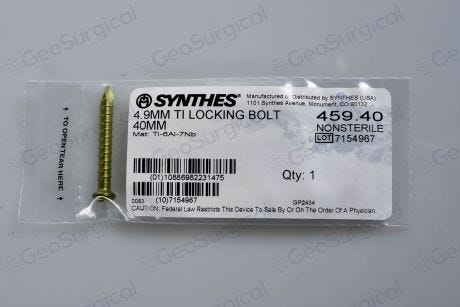 SYNTHES®
Manufactured or Distributed by SYNTHES (USA)
1101 Synthes Avenue, Monument, CO 80132
4.9MM TI LOCKING BOLT
40MM
Mat: Ti-6Al-7Nb
459.40
NONSTERILE
LOT 7154967
(01)10886982231475
Qty: 1
0083
(10)7154967
GP2434
CAUTION: Federal Law Restricts This Device To Sale By Or On The Order Of A Physician.
TO OPEN TEAR HERE
GeoSurgical